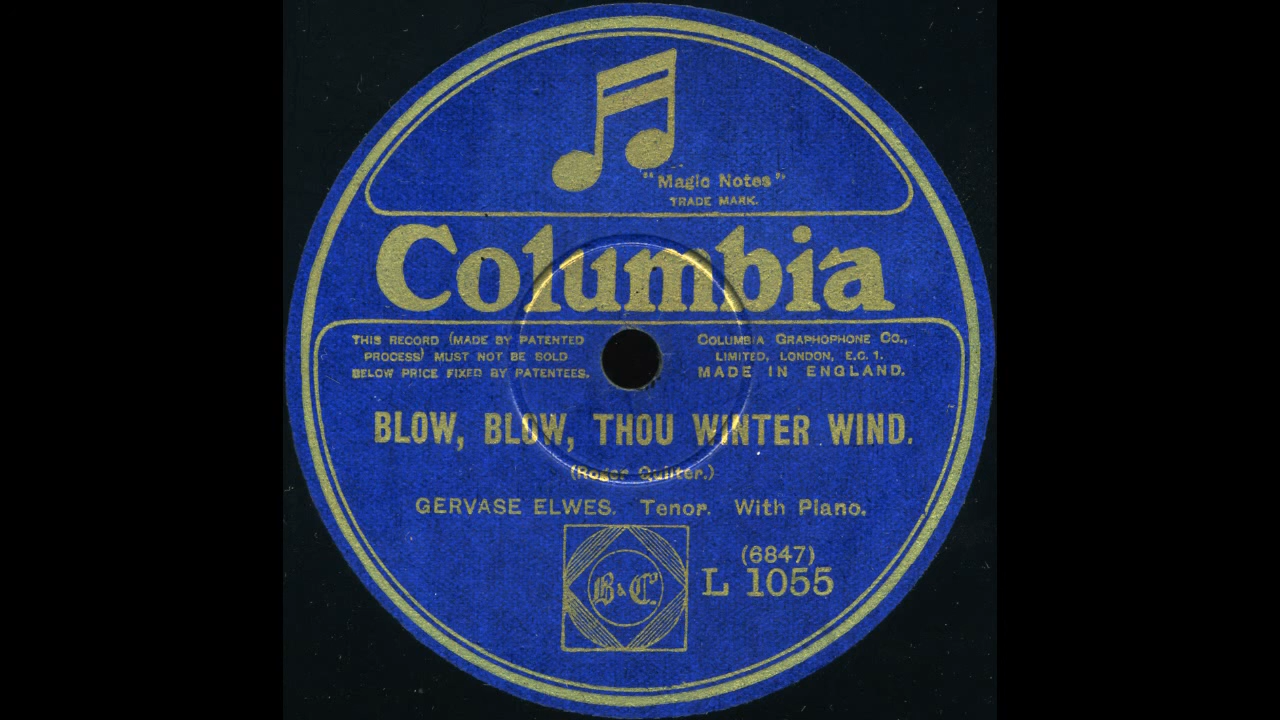 "Magic Notes"
TRADE MARK.
Columbia
THIS RECORD (MADE BY PATENTED
PROCESS) MUST NOT BE SOLD
BELOW PRICE FIXED BY PATENTEES.
COLUMBIA GRAPHOPHONE CO.,
LIMITED, LONDON, E.C.1.
MADE IN ENGLAND.
BLOW, BLOW, THOU WINTER WIND.
(Roger Quilter.)
GERVASE ELWES. Tenor. With Piano.
B & C.
(6847)
L 1055